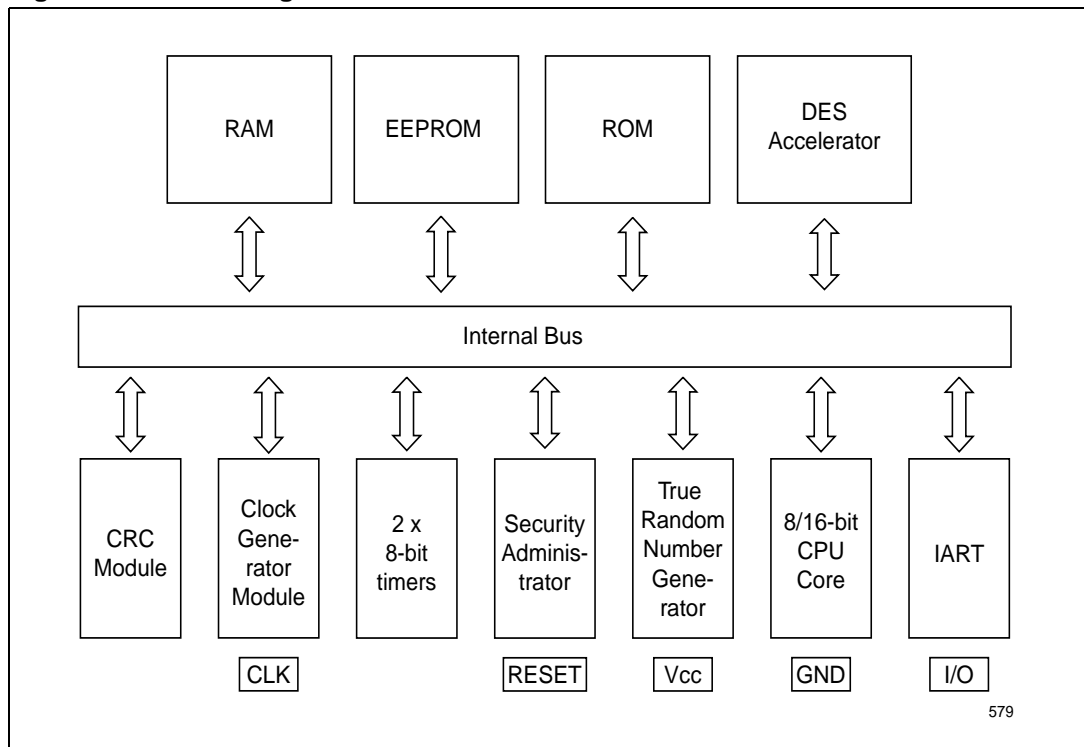 RAM
EEPROM
ROM
DES
Accelerator
Internal Bus
CRC
Module
Clock
Gene-
rator
Module
2 x
8-bit
timers
Security
Adminis-
trator
True
Random
Number
Gene-
rator
8/16-bit
CPU
Core
IART
CLK
RESET
Vcc
GND
I/O
579